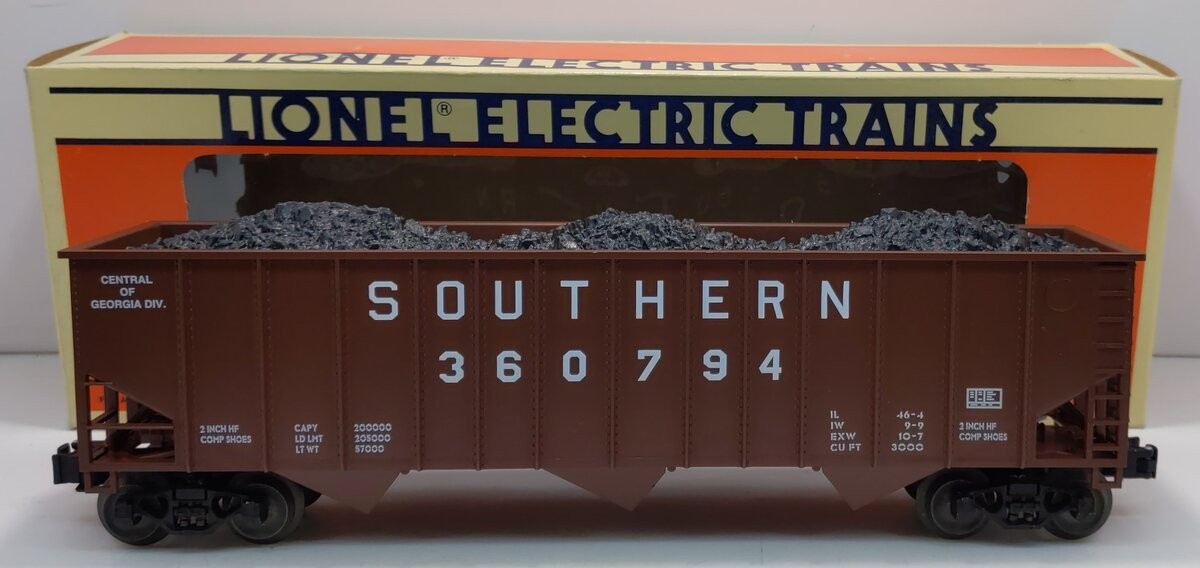 LIONEL ELECTRIC TRAINS
LIONEL® ELECTRIC TRAINS
CENTRAL
OF
GEORGIA DIV.
SOUTHERN
360794
2 INCH HF
COMP SHOES
CAPY 200000
LD LMT 205000
LT WT 57000
IL 46-4
IW 9-9
EXW 10-7
CU FT 3000
2 INCH HF
COMP SHOES